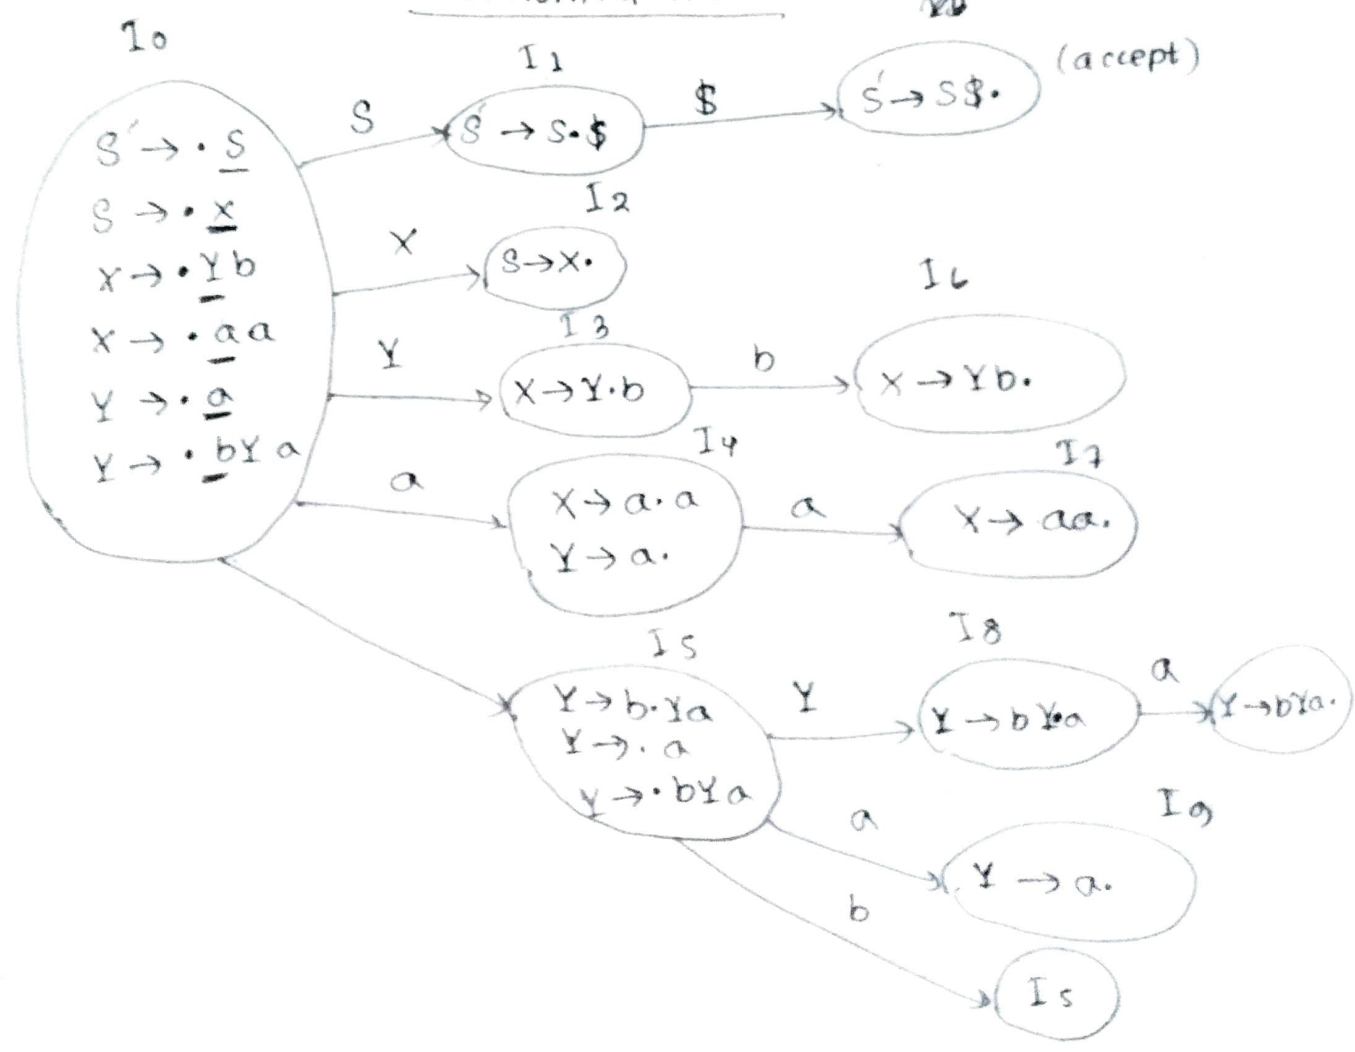 I0
S' → ·S
S → ·X
X → ·Yb
X → ·aa
Y → ·a
Y → ·bYa
S
I1
S' → S·$
$
S' → S$·
(accept)
X
I2
S → X·
Y
I3
X → Y·b
b
I6
X → Yb·
a
I4
X → a·a
Y → a·
a
I7
X → aa.
I5
Y → b·Ya
Y → ·a
Y → ·bYa
Y
I8
Y → bY·a
a
Y → bYa·
a
I9
Y → a.
b
I5